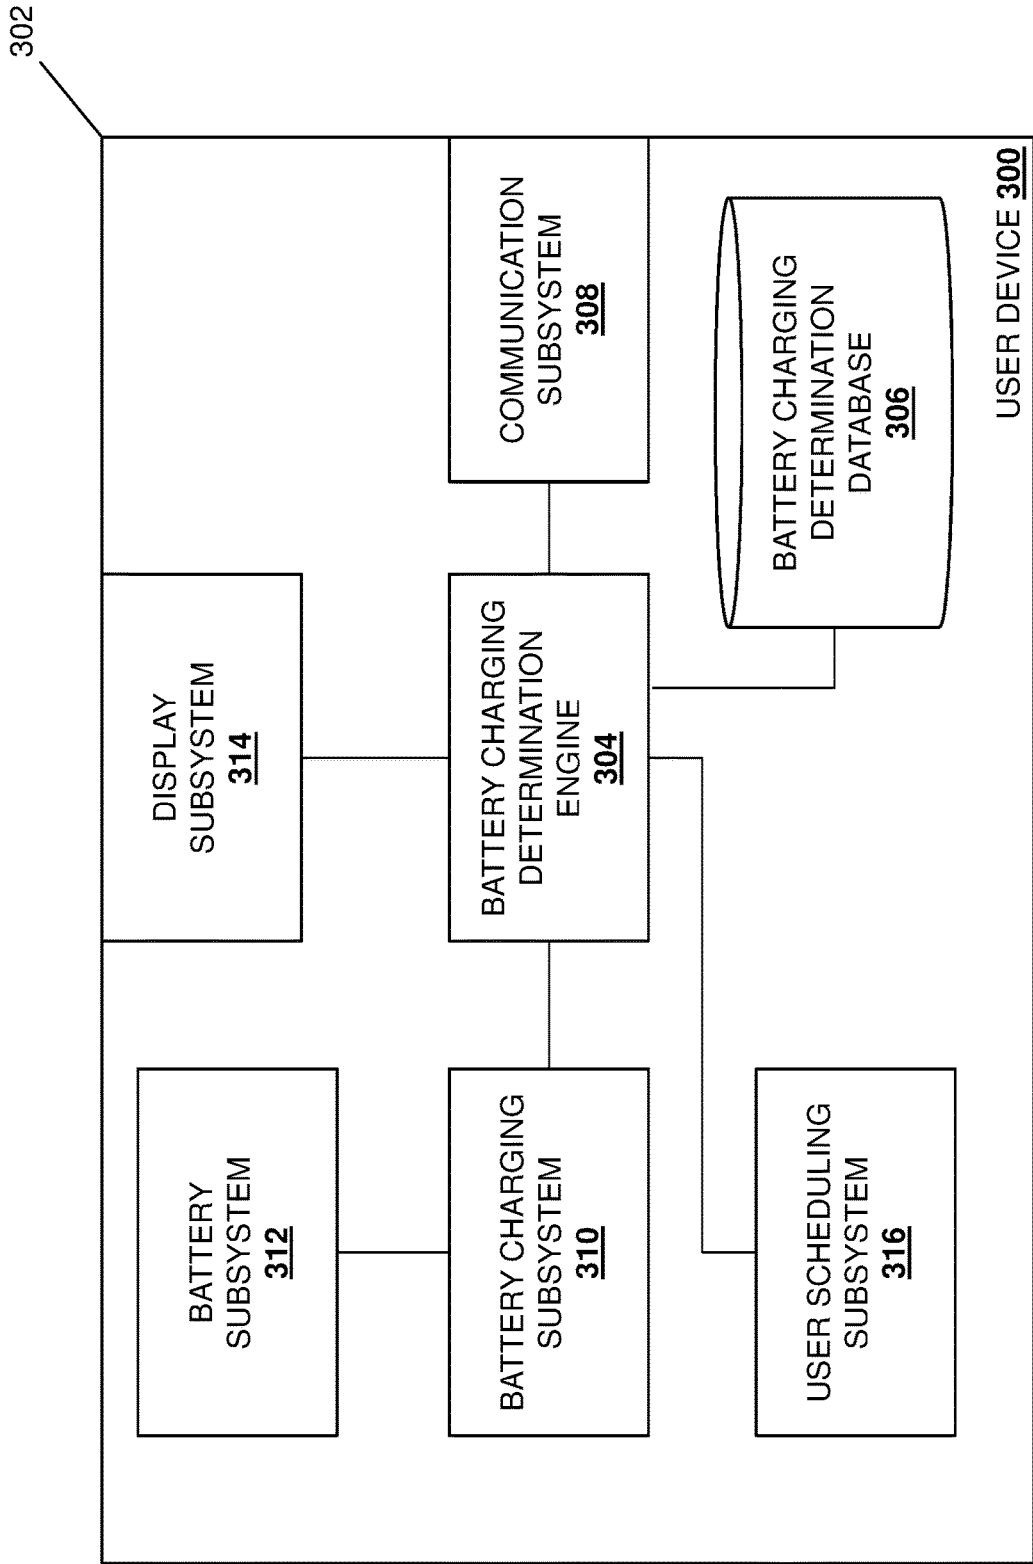 302
DISPLAY
SUBSYSTEM
314
BATTERY
SUBSYSTEM
312
BATTERY CHARGING
SUBSYSTEM
310
BATTERY CHARGING
DETERMINATION
ENGINE
304
COMMUNICATION
SUBSYSTEM
308
USER SCHEDULING
SUBSYSTEM
316
BATTERY CHARGING
DETERMINATION
DATABASE
306
USER DEVICE 300